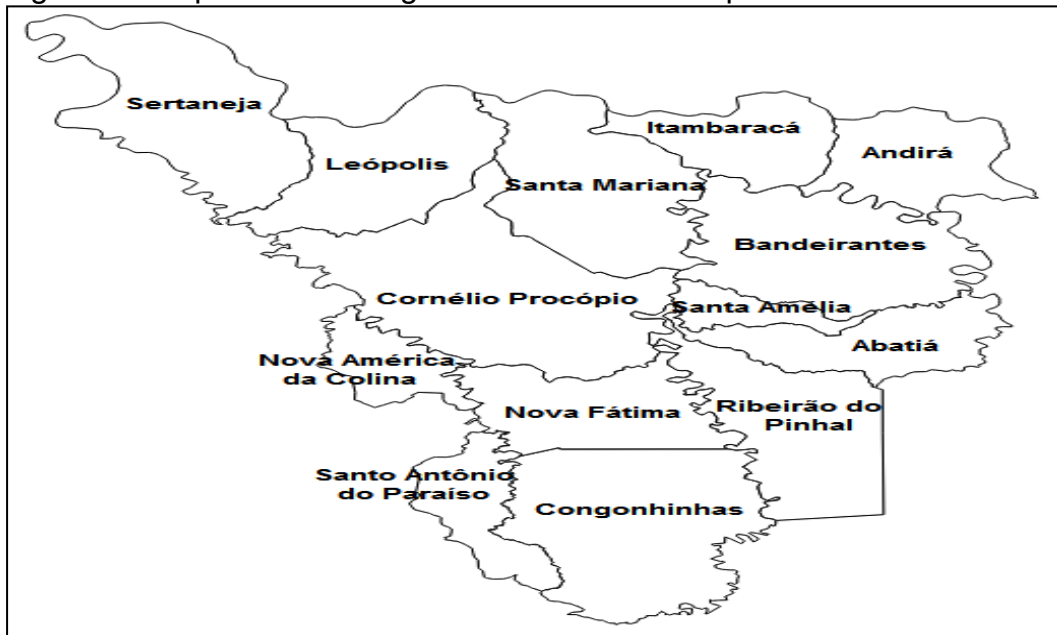 Sertaneja
Itambaracá
Leópolis
Andirá
Santa Mariana
Bandeirantes
Cornélio Procópio
Santa Amélia
Abatiá
Nova América
da Colina
Nova Fátima
Ribeirão do
Pinhal
Santo Antônio
do Paraíso
Congonhinhas